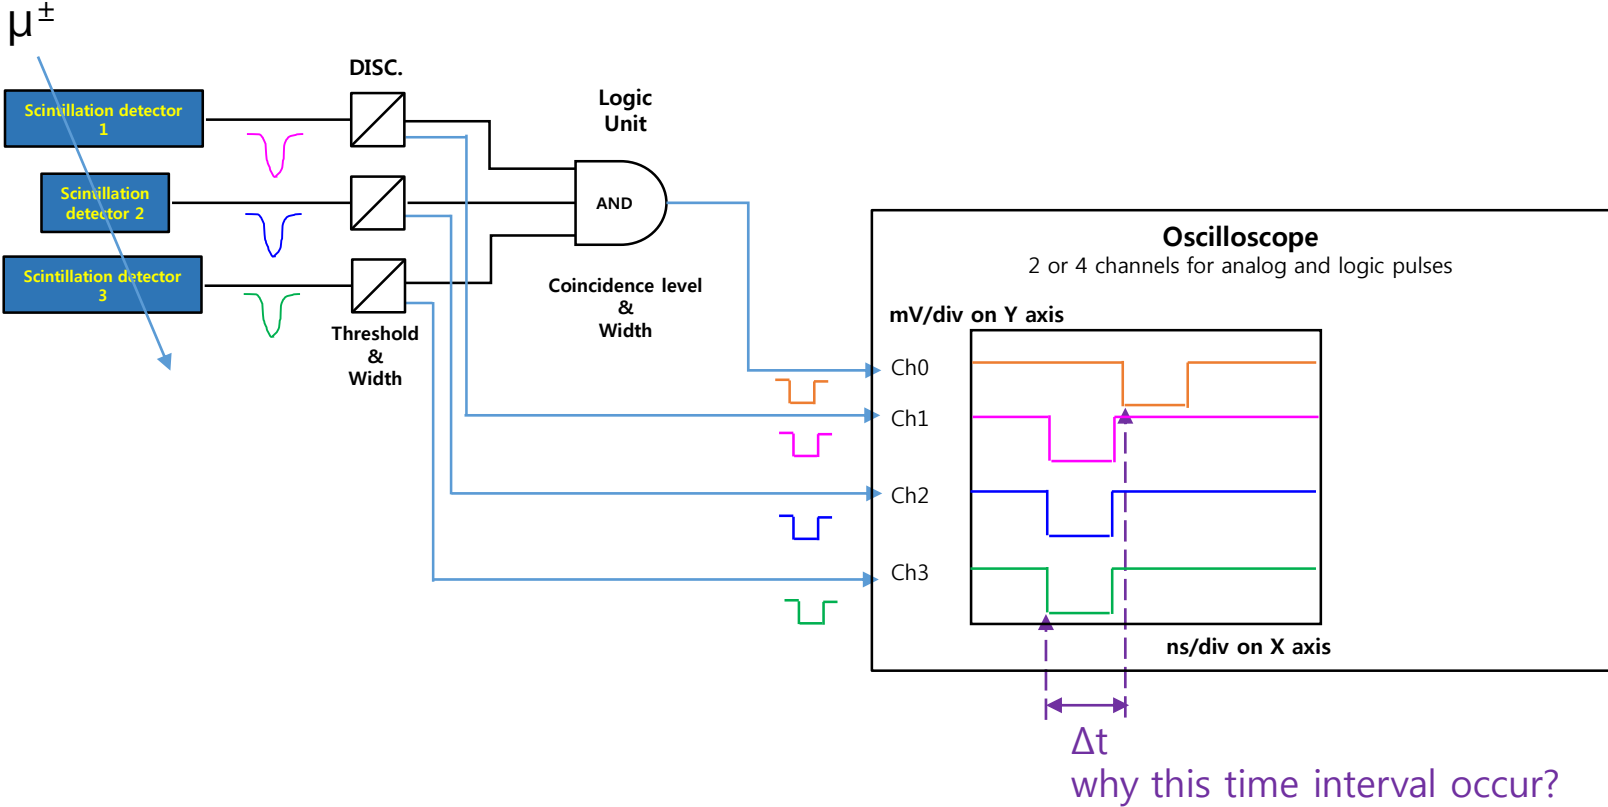 μ±
DISC.
Scintillation detector
1
Scintillation
detector 2
Scintillation detector
3
Logic
Unit
AND
Threshold
&
Width
Coincidence level
&
Width
Oscilloscope
2 or 4 channels for analog and logic pulses
mV/div on Y axis
Ch0
Ch1
Ch2
Ch3
ns/div on X axis
Δt
why this time interval occur?